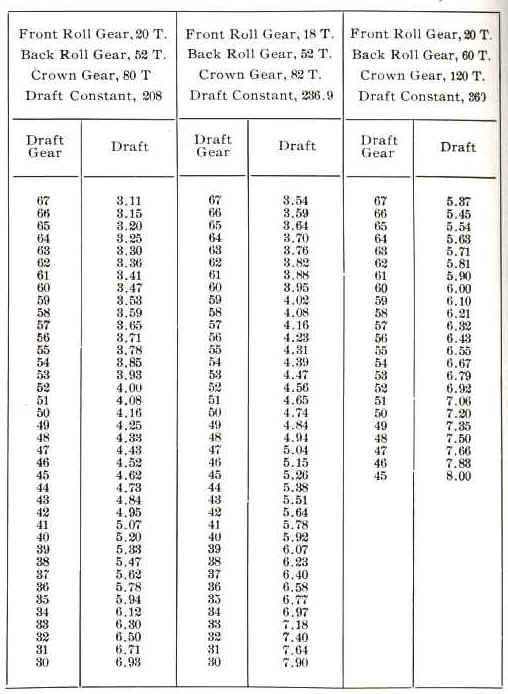 Front Roll Gear, 20 T. Front Roll Gear, 18 T. Front Roll Gear, 20 T.
Back Roll Gear, 52 T. Back Roll Gear, 52 T. Back Roll Gear, 60 T.
Crown Gear, 80 T Crown Gear, 82 T. Crown Gear, 120 T.
Draft Constant, 208 Draft Constant, 236.9 Draft Constant, 360
Draft Gear Draft Draft Gear Draft Draft Gear Draft
67 3.11 67 3.54 67 5.37
66 3.15 66 3.59 66 5.45
65 3.20 65 3.64 65 5.54
64 3.25 64 3.70 64 5.63
63 3.30 63 3.76 63 5.71
62 3.36 62 3.82 62 5.81
61 3.41 61 3.88 61 5.90
60 3.47 60 3.95 60 6.00
59 3.53 59 4.02 59 6.10
58 3.59 58 4.08 58 6.21
57 3.65 57 4.16 57 6.32
56 3.71 56 4.23 56 6.43
55 3.78 55 4.31 55 6.55
54 3.85 54 4.39 54 6.67
53 3.93 53 4.47 53 6.79
52 4.00 52 4.56 52 6.92
51 4.08 51 4.65 51 7.06
50 4.16 50 4.74 50 7.20
49 4.25 49 4.84 49 7.35
48 4.33 48 4.94 48 7.50
47 4.43 47 5.04 47 7.66
46 4.52 46 5.15 46 7.83
45 4.62 45 5.26 45 8.00
44 4.73 44 5.38
43 4.84 43 5.51
42 4.95 42 5.64
41 5.07 41 5.78
40 5.20 40 5.92
39 5.33 39 6.07
38 5.47 38 6.23
37 5.62 37 6.40
36 5.78 36 6.58
35 5.94 35 6.77
34 6.12 34 6.97
33 6.30 33 7.18
32 6.50 32 7.40
31 6.71 31 7.64
30 6.93 30 7.90